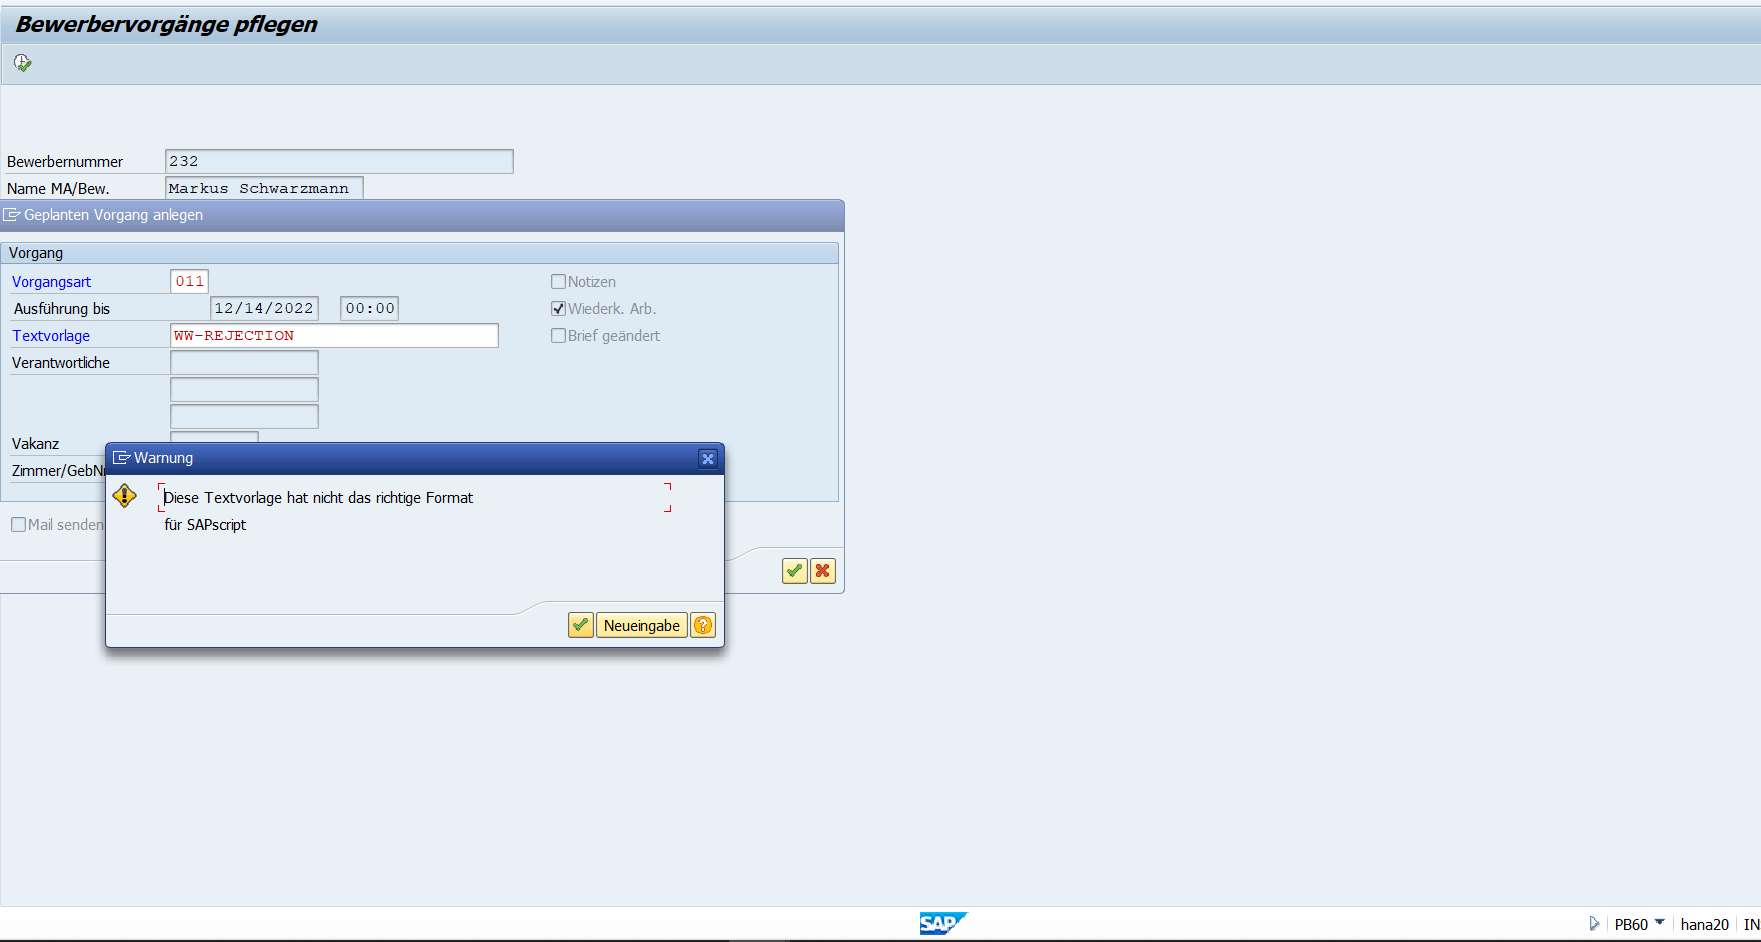 Bewerbervorgänge pflegen
Bewerbernummer 232
Name MA/Bew. Markus Schwarzmann
Geplanten Vorgang anlegen
Vorgang
Vorgangsart 011 Notizen
Ausführung bis 12/14/2022 00:00 Wiederk. Arb.
Textvorlage WW-REJECTION Brief geändert
Verantwortliche
Vakanz
Warnung
Zimmer/GebN
Diese Textvorlage hat nicht das richtige Format
Mail senden
für SAPscript
Neueingabe
SAP
PB60 hana20 IN